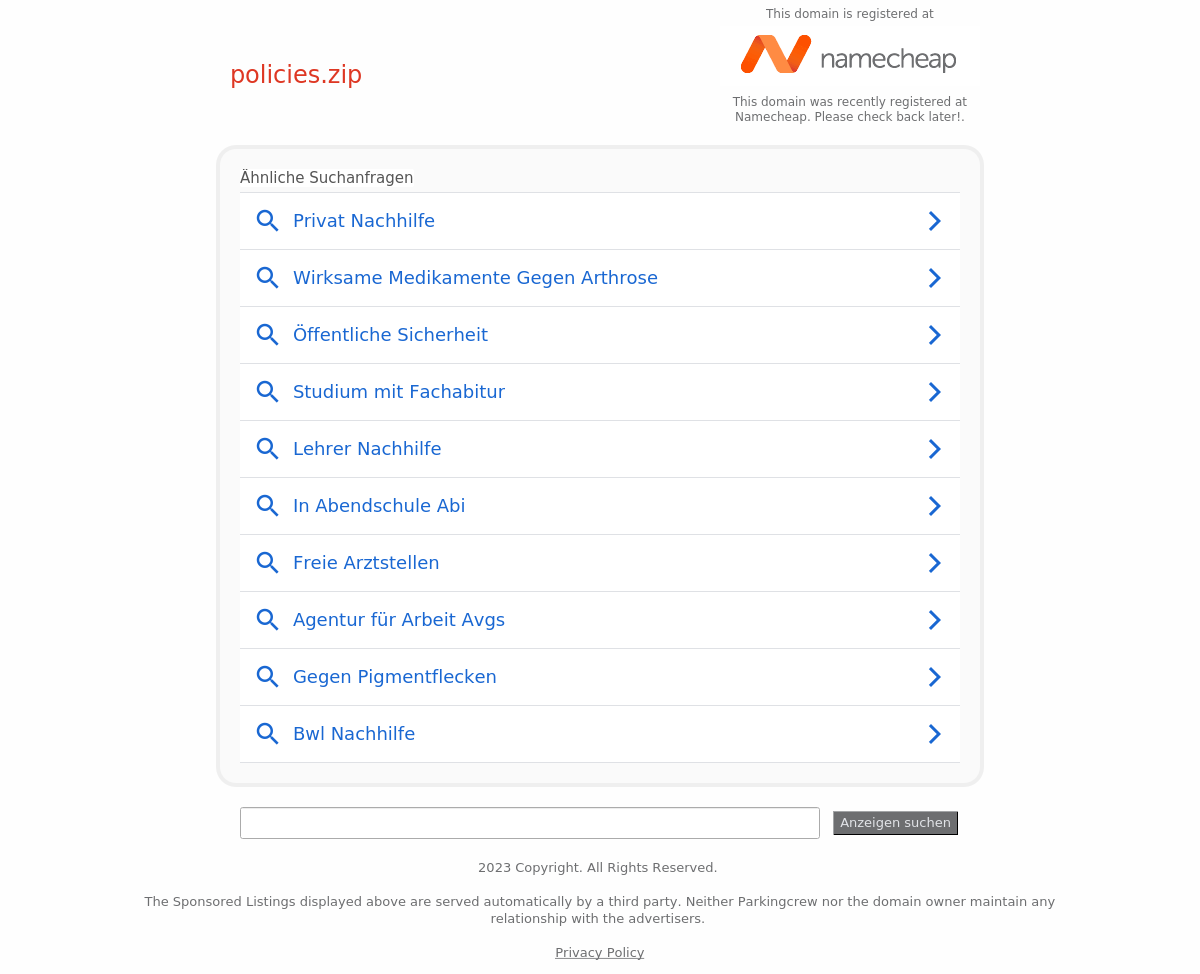 This domain is registered at
namecheap
policies.zip
This domain was recently registered at
Namecheap. Please check back later!.
Ähnliche Suchanfragen
Privat Nachhilfe
Wirksame Medikamente Gegen Arthrose
Öffentliche Sicherheit
Studium mit Fachabitur
Lehrer Nachhilfe
In Abendschule Abi
Freie Arztstellen
Agentur für Arbeit Avgs
Gegen Pigmentflecken
Bwl Nachhilfe
Anzeigen suchen
2023 Copyright. All Rights Reserved.
The Sponsored Listings displayed above are served automatically by a third party. Neither Parkingcrew nor the domain owner maintain any
relationship with the advertisers.
Privacy Policy